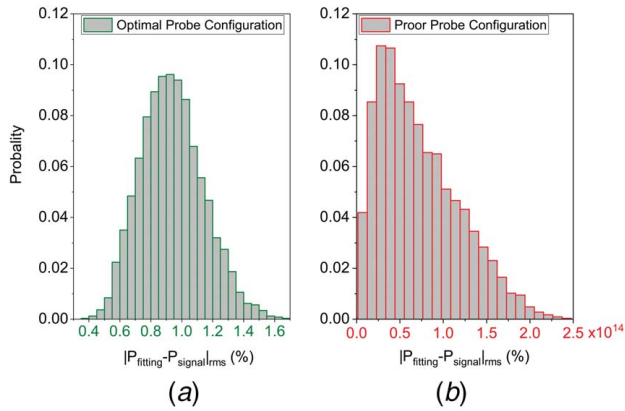 Optimal Probe Configuration
Proor Probe Configuration
0.12
0.10
0.08
0.06
0.04
0.02
0.00
Probality
0.4 0.6 0.8 1.0 1.2 1.4 1.6
|Pfitting-Psignal|rms (%)
(a)
0.12
0.10
0.08
0.06
0.04
0.02
0.00
0.0 0.5 1.0 1.5 2.0 2.5 x10^14
|Pfitting-Psignal|rms (%)
(b)